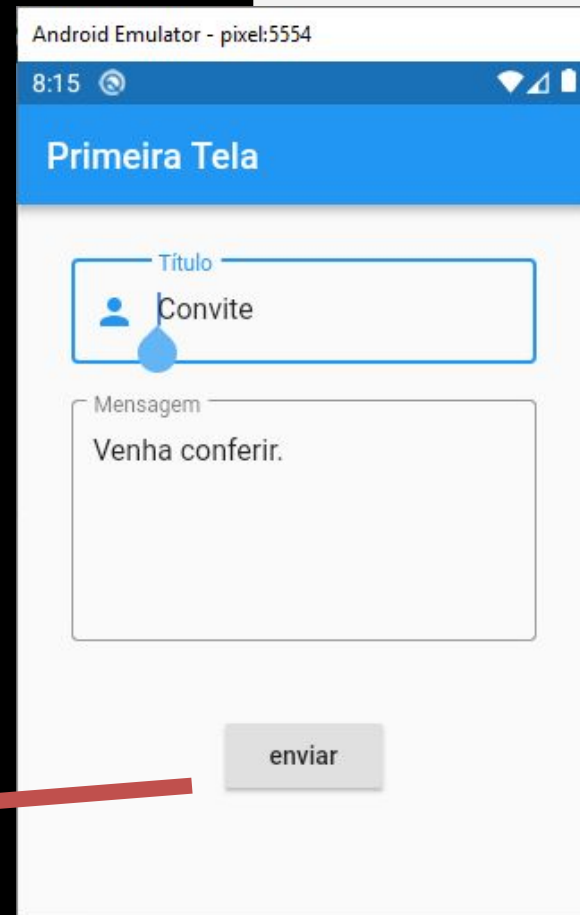 Android Emulator - pixel:5554
8:15
Primeira Tela
Título
Convite
Mensagem
Venha conferir.
enviar